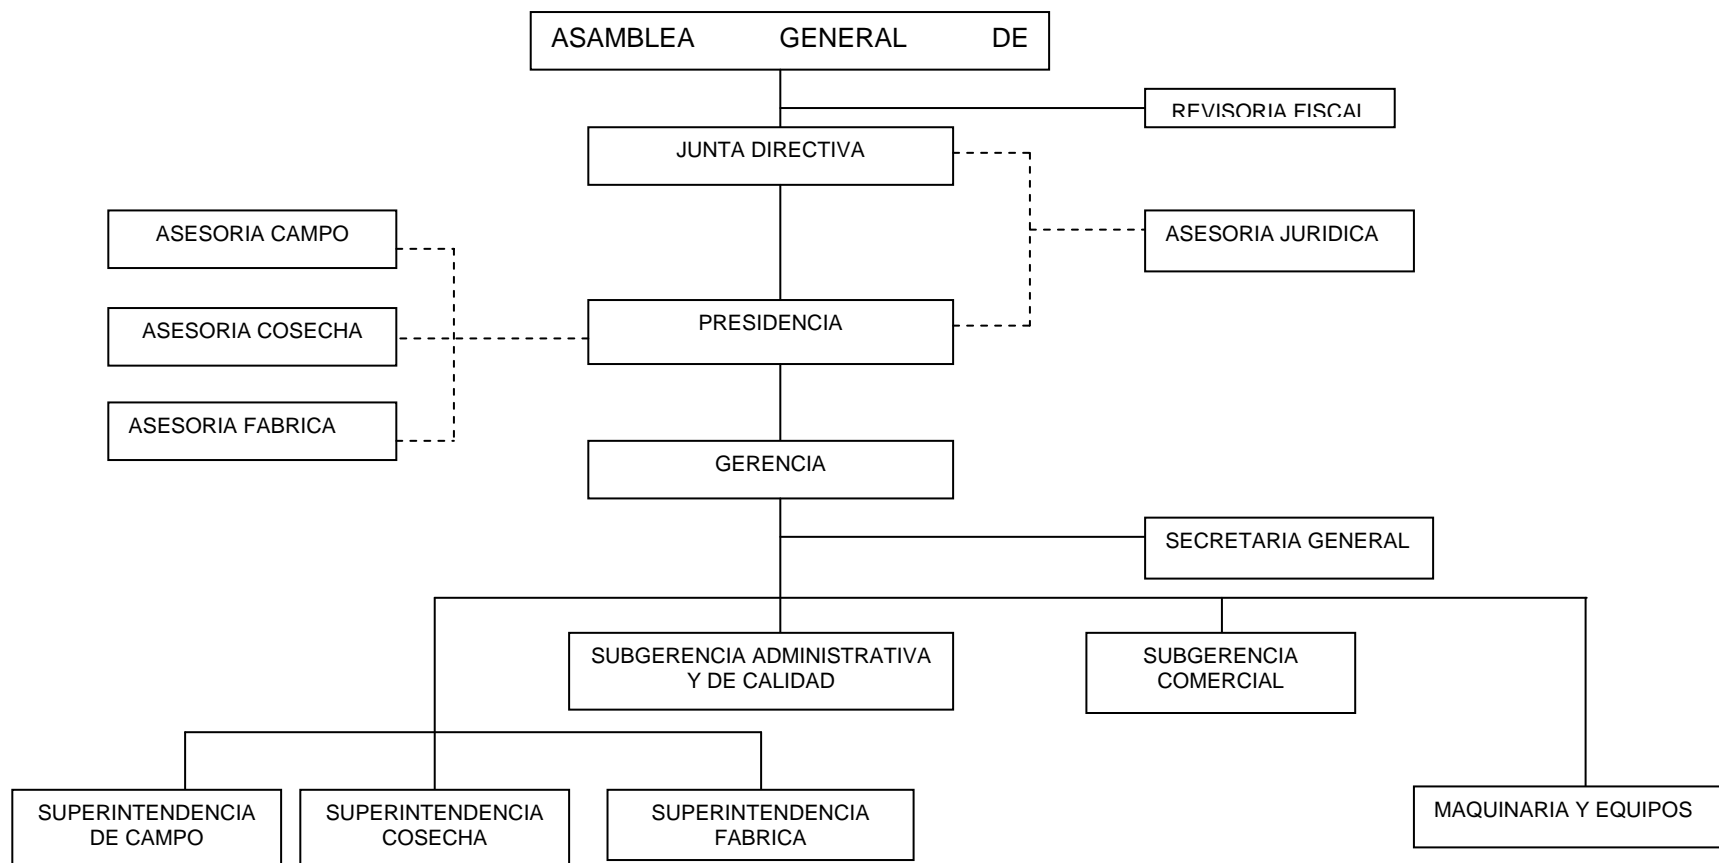 ASAMBLEA GENERAL DE
REVISORIA FISCAL
JUNTA DIRECTIVA
ASESORIA CAMPO
ASESORIA JURIDICA
ASESORIA COSECHA
PRESIDENCIA
ASESORIA FABRICA
GERENCIA
SECRETARIA GENERAL
SUBGERENCIA ADMINISTRATIVA
Y DE CALIDAD
SUBGERENCIA
COMERCIAL
SUPERINTENDENCIA
DE CAMPO
SUPERINTENDENCIA
COSECHA
SUPERINTENDENCIA
FABRICA
MAQUINARIA Y EQUIPOS